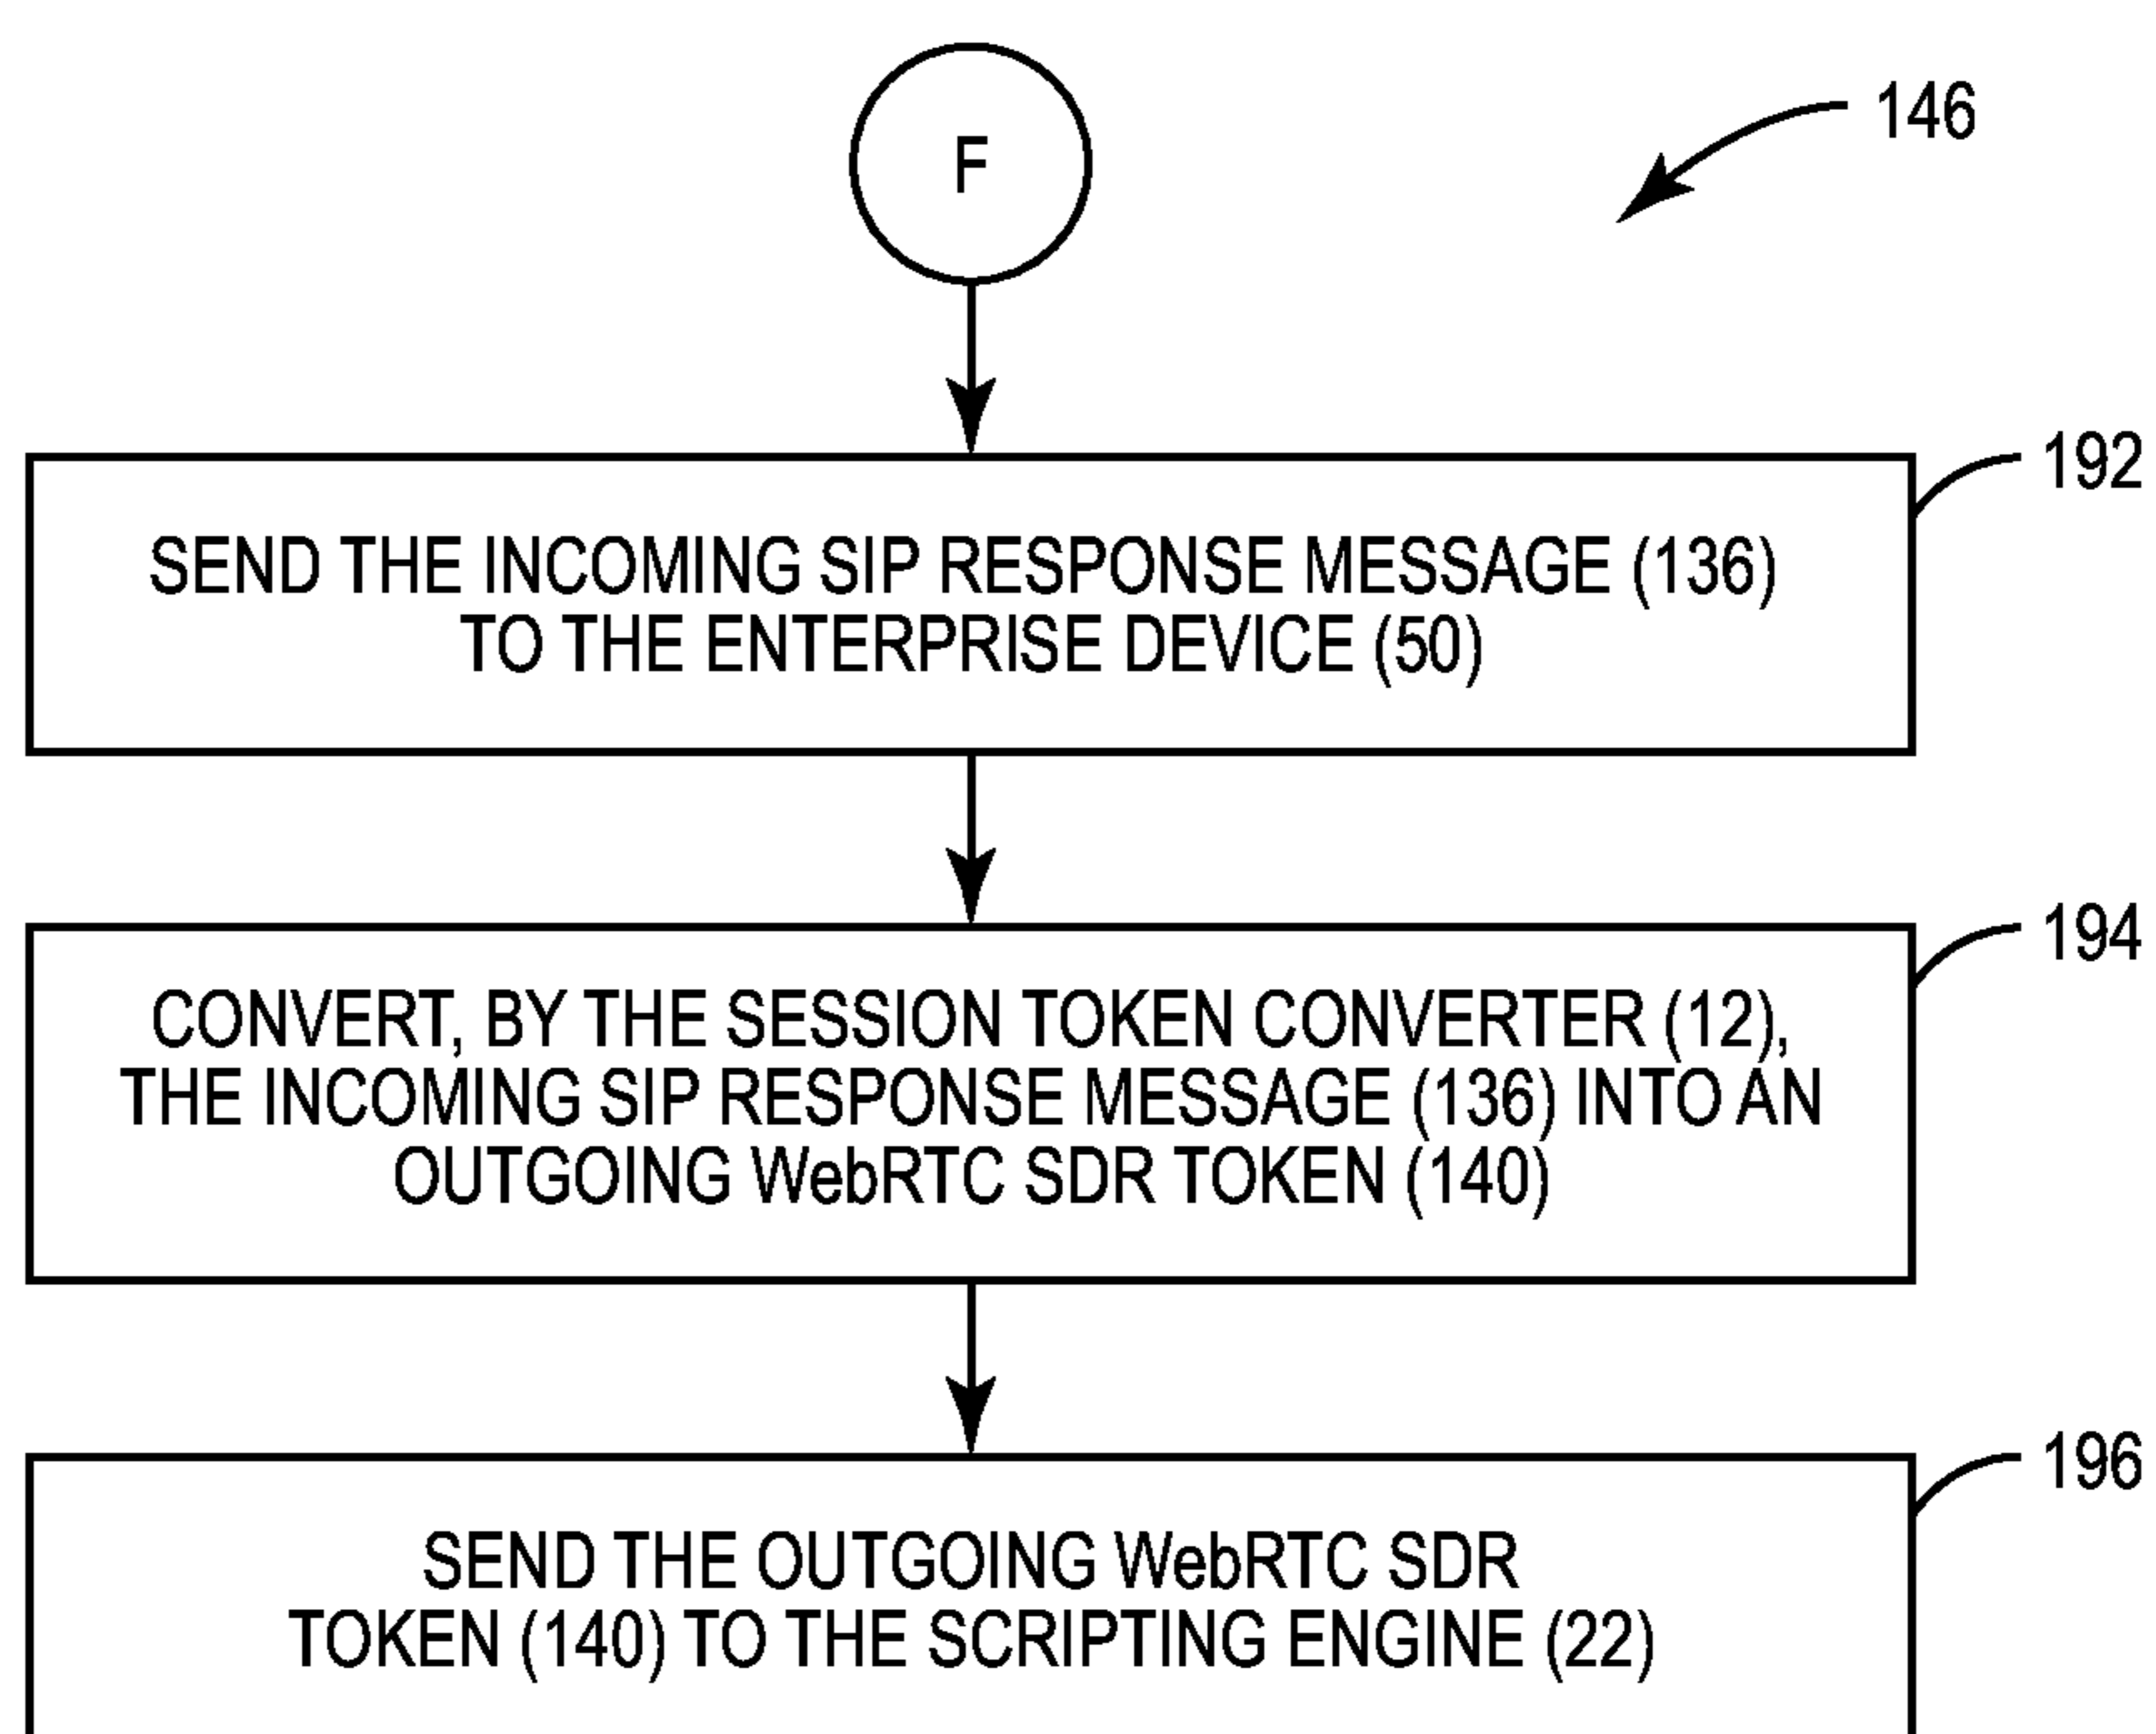 F
146
192
SEND THE INCOMING SIP RESPONSE MESSAGE (136)
TO THE ENTERPRISE DEVICE (50)
194
CONVERT, BY THE SESSION TOKEN CONVERTER (12),
THE INCOMING SIP RESPONSE MESSAGE (136) INTO AN
OUTGOING WebRTC SDR TOKEN (140)
196
SEND THE OUTGOING WebRTC SDR
TOKEN (140) TO THE SCRIPTING ENGINE (22)